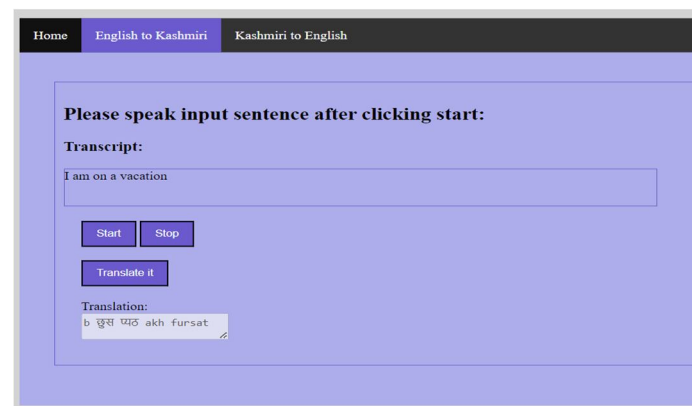 Home English to Kashmiri Kashmiri to English
Please speak input sentence after clicking start:
Transcript:
I am on a vacation
Start Stop
Translate it
Translation:
b छुस प्यठ akh fursat